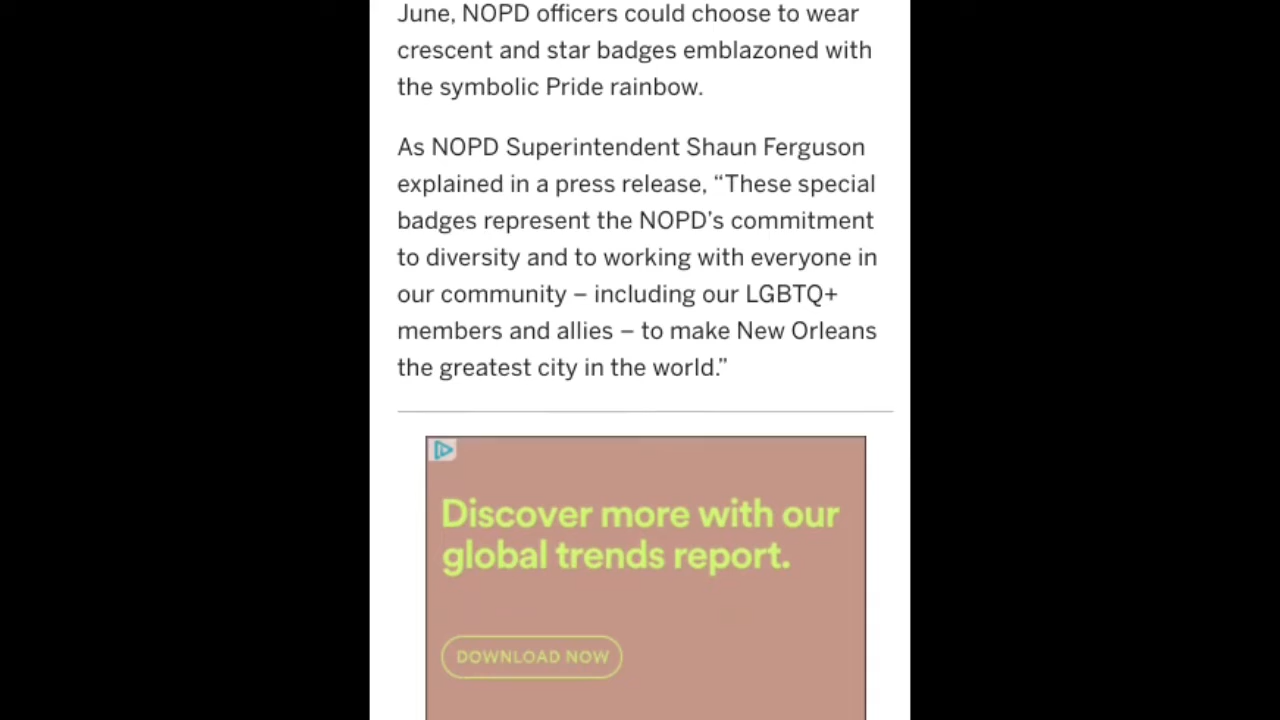 June, NOPD officers could choose to wear
crescent and star badges emblazoned with
the symbolic Pride rainbow.
As NOPD Superintendent Shaun Ferguson
explained in a press release, “These special
badges represent the NOPD’s commitment
to diversity and to working with everyone in
our community – including our LGBTQ+
members and allies – to make New Orleans
the greatest city in the world.”
Discover more with our
global trends report.
DOWNLOAD NOW